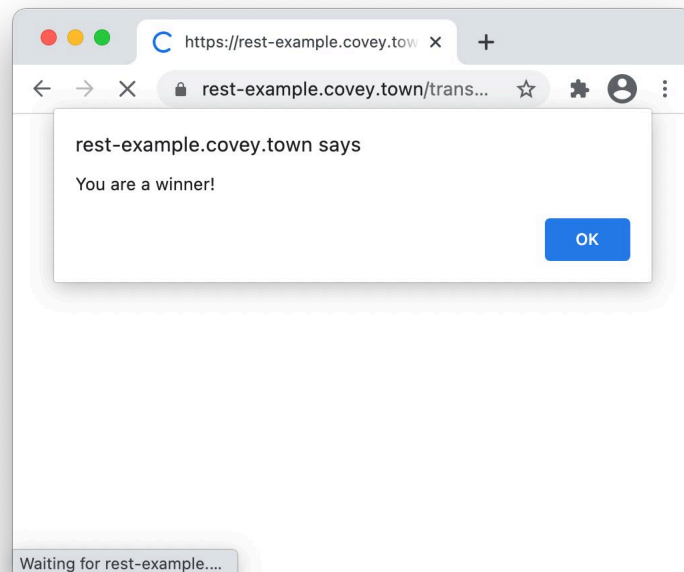 https://rest-example.covey.tow
rest-example.covey.town/trans...
rest-example.covey.town says
You are a winner!
OK
Waiting for rest-example....